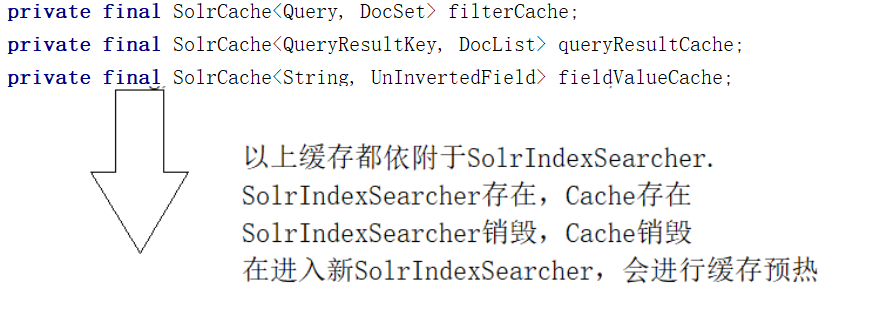 private final SolrCache<Query, DocSet> filterCache;
private final SolrCache<QueryResultKey, DocList> queryResultCache;
private final SolrCache<String, UnInvertedField> fieldValueCache;
以上缓存都依附于SolrIndexSearcher.
SolrIndexSearcher存在，Cache存在
SolrIndexSearcher销毁，Cache销毁
在进入新SolrIndexSearcher，会进行缓存预热